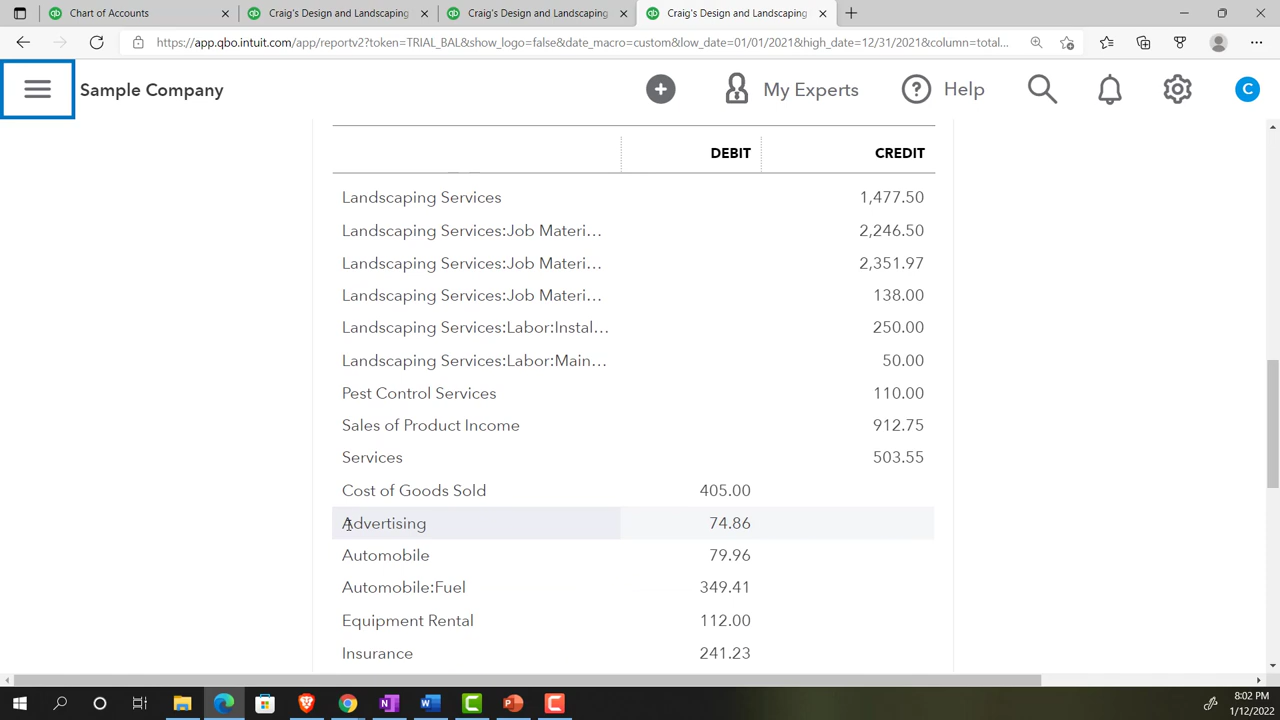 Chart of Accounts
Craig's Design and Landscaping
Craig's Design and Landscaping
Craig's Design and Landscaping
https://app.qbo.intuit.com/app/reportv2?token=TRIAL_BAL&show_logo=false&date_macro=custom&low_date=01/01/2021&high_date=12/31/2021&column=total...
Sample Company
My Experts
Help
C
DEBIT CREDIT
Landscaping Services 1,477.50
Landscaping Services:Job Materi... 2,246.50
Landscaping Services:Job Materi... 2,351.97
Landscaping Services:Job Materi... 138.00
Landscaping Services:Labor:Instal... 250.00
Landscaping Services:Labor:Main... 50.00
Pest Control Services 110.00
Sales of Product Income 912.75
Services 503.55
Cost of Goods Sold 405.00
Advertising 74.86
Automobile 79.96
Automobile:Fuel 349.41
Equipment Rental 112.00
Insurance 241.23
8:02 PM
1/12/2022